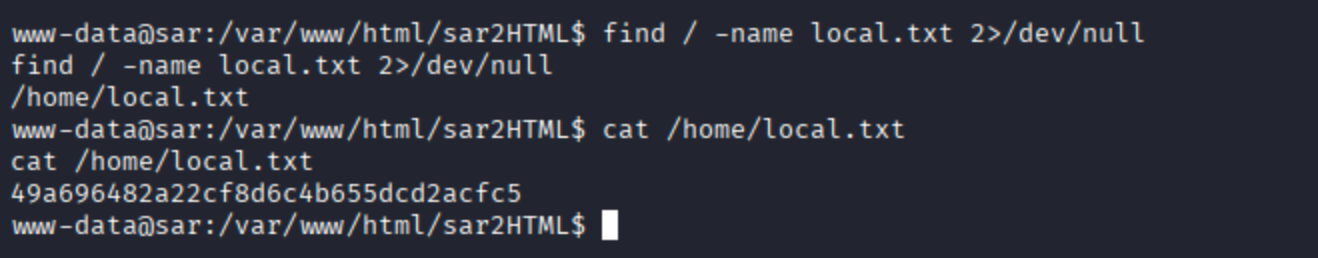 www-data@sar:/var/www/html/sar2HTML$ find / -name local.txt 2>/dev/null
find / -name local.txt 2>/dev/null
/home/local.txt
www-data@sar:/var/www/html/sar2HTML$ cat /home/local.txt
cat /home/local.txt
49a696482a22cf8d6c4b655dcd2acfc5
www-data@sar:/var/www/html/sar2HTML$